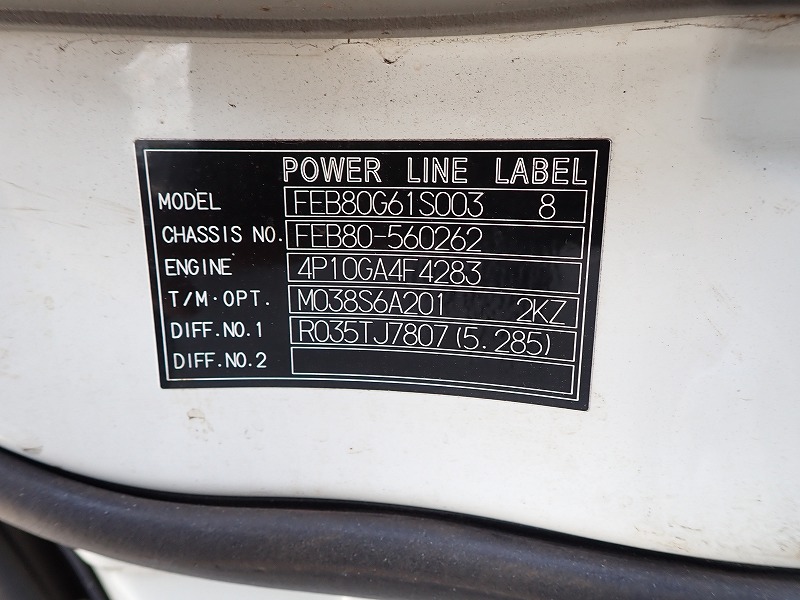 POWER LINE LABEL
MODEL FEB80G61S003 8
CHASSIS NO. FEB80-560262
ENGINE 4P10GA4F4283
T/M·OPT. M038S6A201 2KZ
DIFF.NO.1 R035TJ7807(5.285)
DIFF.NO.2